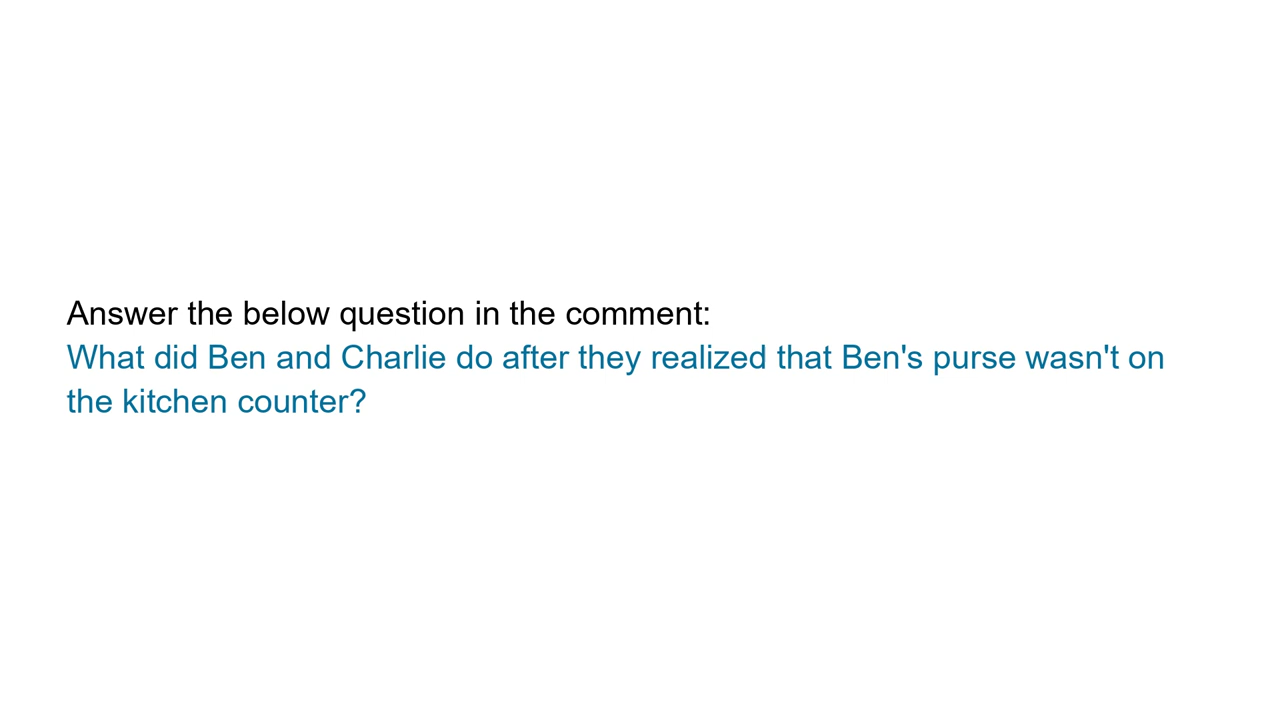 Answer the below question in the comment:
What did Ben and Charlie do after they realized that Ben's purse wasn't on
the kitchen counter?